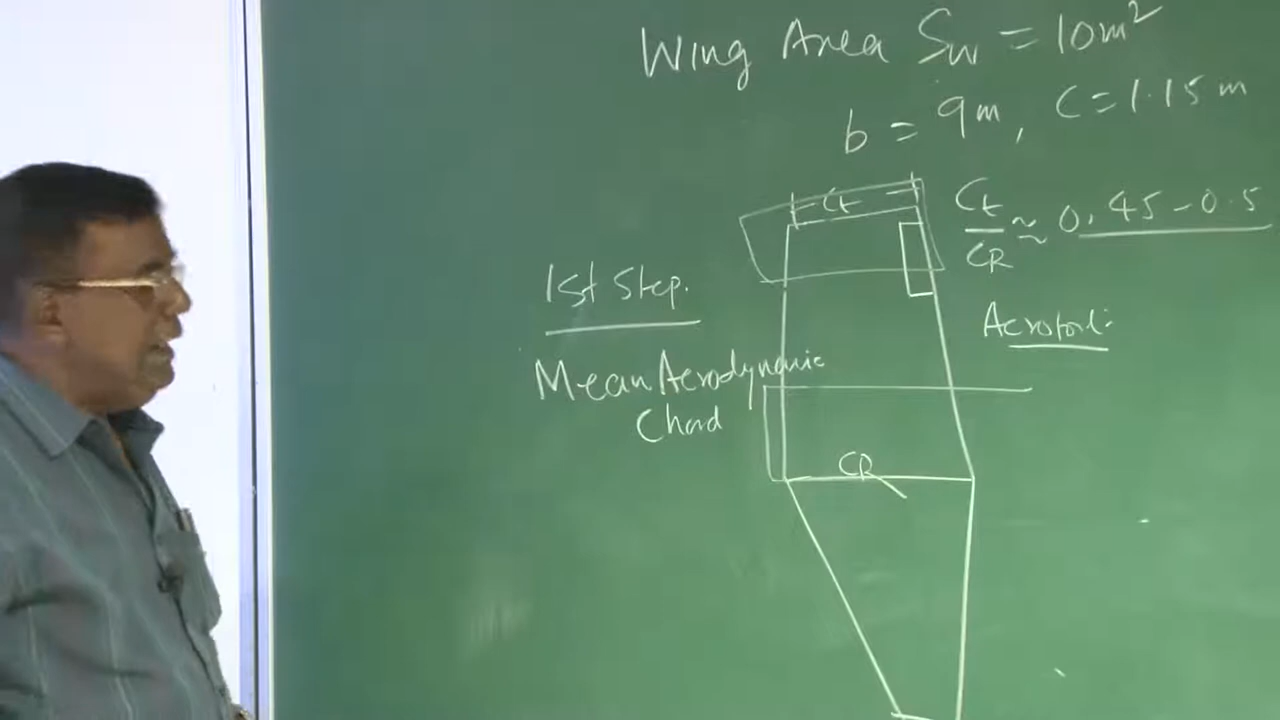 Wing Area Sw = 10m²
b = 9m, C = 1.15 m
Ct
Ct/CR ≈ 0.45 - 0.5
1st Step.
Aerofoil:
Mean Aerodynamic
Chord
CR